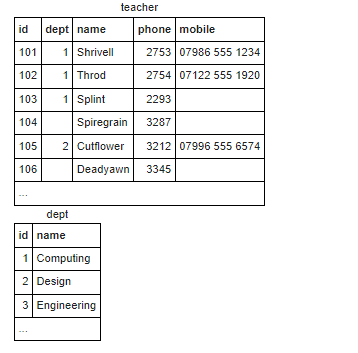 teacher
id dept name phone mobile
101 1 Shrivell 2753 07986 555 1234
102 1 Throd 2754 07122 555 1920
103 1 Splint 2293
104 Spiregrain 3287
105 2 Cutflower 3212 07996 555 6574
106 Deadyawn 3345
...
dept
id name
1 Computing
2 Design
3 Engineering
...